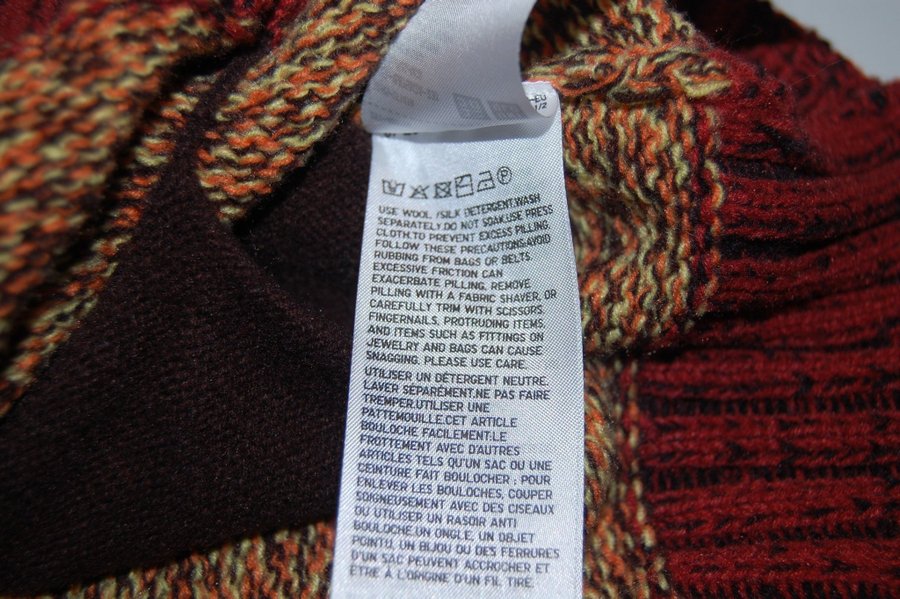 -EU
1/2
USE WOOL /SILK DETERGENT.WASH
SEPARATELY.DO NOT SOAK.USE PRESS
CLOTH.TO PREVENT EXCESS PILLING,
FOLLOW THESE PRECAUTIONS.AVOID
RUBBING FROM BAGS OR BELTS.
EXCESSIVE FRICTION CAN
EXACERBATE PILLING, REMOVE
PILLING WITH A FABRIC SHAVER, OR
CAREFULLY TRIM WITH SCISSORS.
FINGERNAILS, PROTRUDING ITEMS,
AND ITEMS SUCH AS FITTINGS ON
JEWELRY AND BAGS CAN CAUSE
SNAGGING. PLEASE USE CARE.
UTILISER UN DÉTERGENT NEUTRE.
LAVER SÉPARÉMENT.NE PAS FAIRE
TREMPER.UTILISER UNE
PATTEMOUILLE.CET ARTICLE
BOULOCHE FACILEMENT.LE
FROTTEMENT AVEC D'AUTRES
ARTICLES TELS QU'UN SAC OU UNE
CEINTURE FAIT BOULOCHER ; POUR
ENLEVER LES BOULOCHES, COUPER
SOIGNEUSEMENT AVEC DES CISEAUX
OU UTILISER UN RASOIR ANTI
BOULOCHE.UN ONGLE, UN OBJET
POINTU, UN BIJOU OU DES FERRURES
D'UN SAC PEUVENT ACCROCHER ET
ÊTRE À L'ORIGINE D'UN FIL TIRÉ.